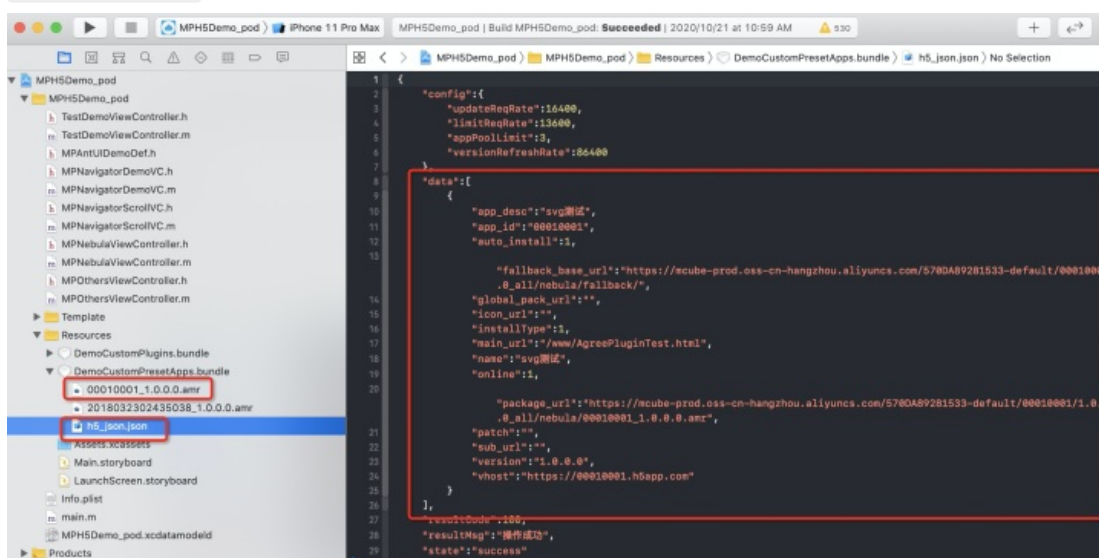 MPH5Demo_pod 〉 iPhone 11 Pro Max
MPH5Demo_pod | Build MPH5Demo_pod: Succeeded | 2020/10/21 at 10:59 AM
530
MPH5Demo_pod
MPH5Demo_pod
TestDemoViewController.h
TestDemoViewController.m
MPAntUIDemoDef.h
MPNavigatorDemoVC.h
MPNavigatorDemoVC.m
MPNavigatorScrollVC.h
MPNavigatorScrollVC.m
MPNebulaViewController.h
MPNebulaViewController.m
MPOthersViewController.h
MPOthersViewController.m
Template
Resources
DemoCustomPlugins.bundle
DemoCustomPresetApps.bundle
00010001_1.0.0.0.amr
2018032302435038_1.0.0.0.amr
h5_json.json
Assets.xcassets
Main.storyboard
LaunchScreen.storyboard
Info.plist
main.m
MPH5Demo_pod.xcdatamodeld
Products
MPH5Demo_pod 〉 MPH5Demo_pod 〉 Resources 〉 DemoCustomPresetApps.bundle 〉 h5_json.json 〉 No Selection
1 {
2 "config":{
3 "updateReqRate":16400,
4 "limitReqRate":13600,
5 "appPoolLimit":3,
6 "versionRefreshRate":86400
7 },
8 "data":[
9 {
10 "app_desc":"svg测试",
11 "app_id":"00010001",
12 "auto_install":1,
13
"fallback_base_url":"https://mcube-prod.oss-cn-hangzhou.aliyuncs.com/570DA89281533-default/000100
.0_all/nebula/fallback/",
14 "global_pack_url":"",
15 "icon_url":"",
16 "installType":1,
17 "main_url":"/www/AgreePluginTest.html",
18 "name":"svg测试",
19 "online":1,
20
"package_url":"https://mcube-prod.oss-cn-hangzhou.aliyuncs.com/570DA89281533-default/00010001/1.0
.0_all/nebula/00010001_1.0.0.0.amr",
21 "patch":"",
22 "sub_url":"",
23 "version":"1.0.0.0",
24 "vhost":"https://00010001.h5app.com"
25 }
26 ],
27 "resultCode":100,
28 "resultMsg":"操作成功",
29 "state":"success"